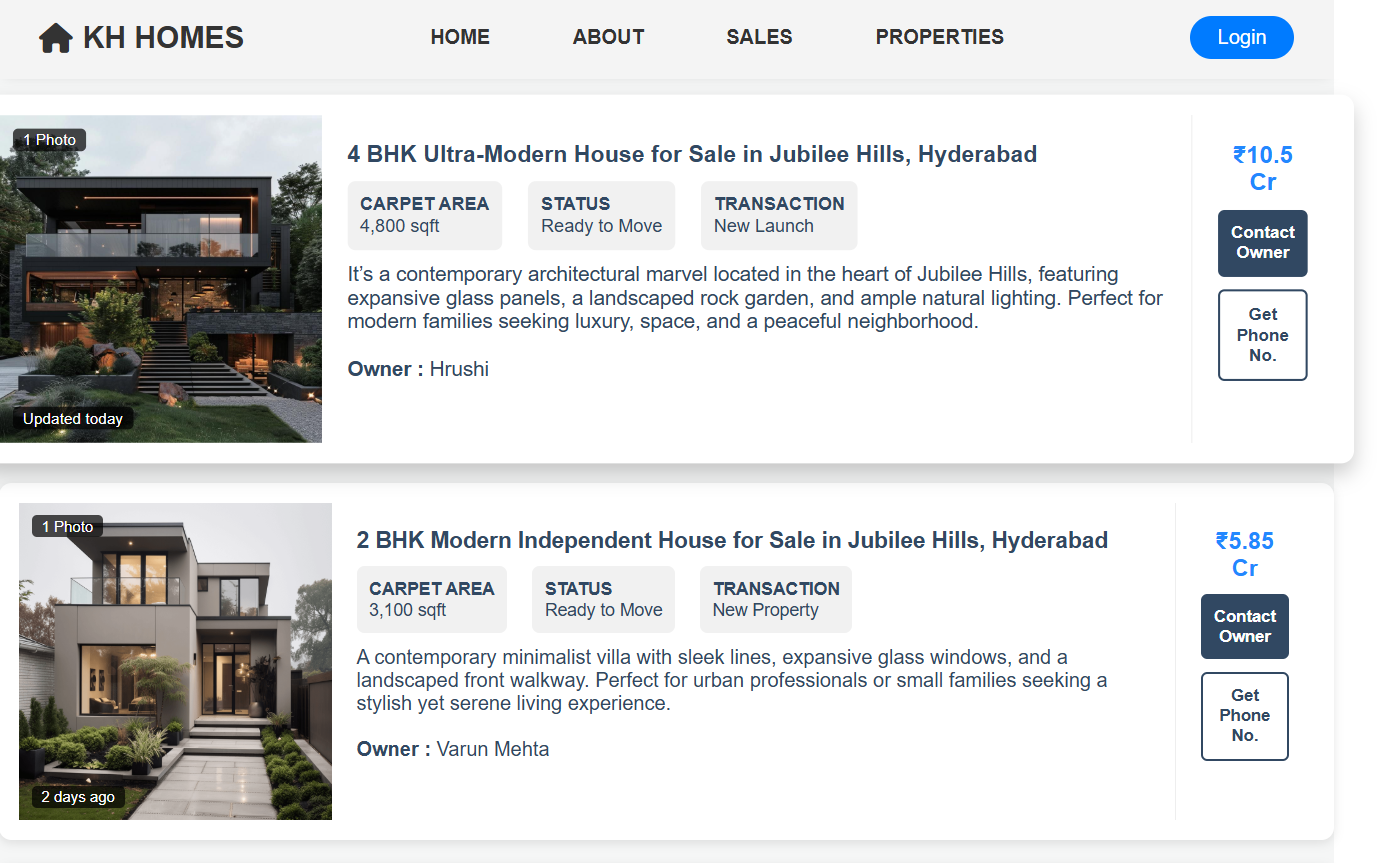 KH HOMES
HOME
ABOUT
SALES
PROPERTIES
Login
1 Photo
Updated today
4 BHK Ultra-Modern House for Sale in Jubilee Hills, Hyderabad
CARPET AREA
4,800 sqft
STATUS
Ready to Move
TRANSACTION
New Launch
It’s a contemporary architectural marvel located in the heart of Jubilee Hills, featuring
expansive glass panels, a landscaped rock garden, and ample natural lighting. Perfect for
modern families seeking luxury, space, and a peaceful neighborhood.
Owner : Hrushi
₹10.5
Cr
Contact
Owner
Get
Phone
No.
1 Photo
2 days ago
2 BHK Modern Independent House for Sale in Jubilee Hills, Hyderabad
CARPET AREA
3,100 sqft
STATUS
Ready to Move
TRANSACTION
New Property
A contemporary minimalist villa with sleek lines, expansive glass windows, and a
landscaped front walkway. Perfect for urban professionals or small families seeking a
stylish yet serene living experience.
Owner : Varun Mehta
₹5.85
Cr
Contact
Owner
Get
Phone
No.